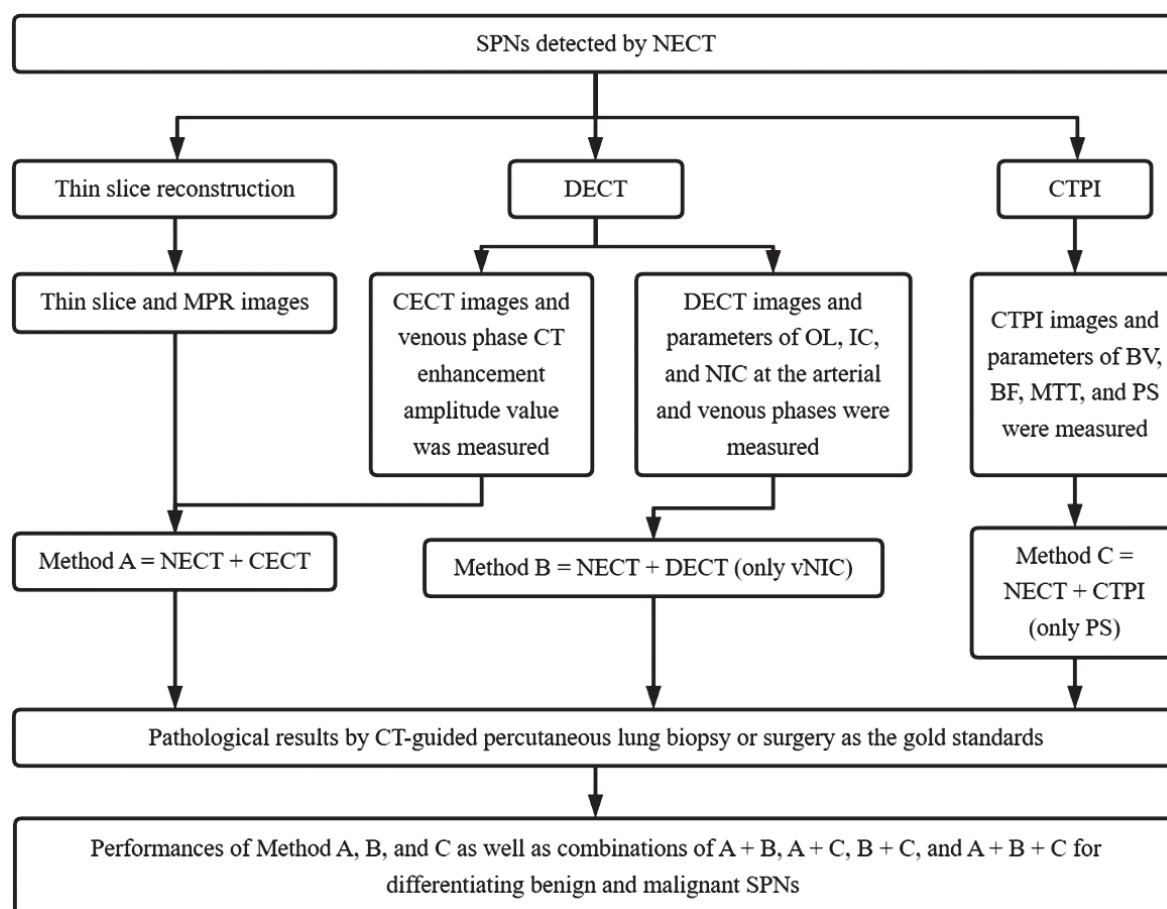 SPNs detected by NECT
Thin slice reconstruction
DECT
CTPI
Thin slice and MPR images
CECT images and
venous phase CT
enhancement
amplitude value
was measured
DECT images and
parameters of OL, IC,
and NIC at the arterial
and venous phases were
measured
CTPI images and
parameters of BV,
BF, MTT, and PS
were measured
Method A = NECT + CECT
Method B = NECT + DECT (only vNIC)
Method C =
NECT + CTPI
(only PS)
Pathological results by CT-guided percutaneous lung biopsy or surgery as the gold standards
Performances of Method A, B, and C as well as combinations of A + B, A + C, B + C, and A + B + C for
differentiating benign and malignant SPNs